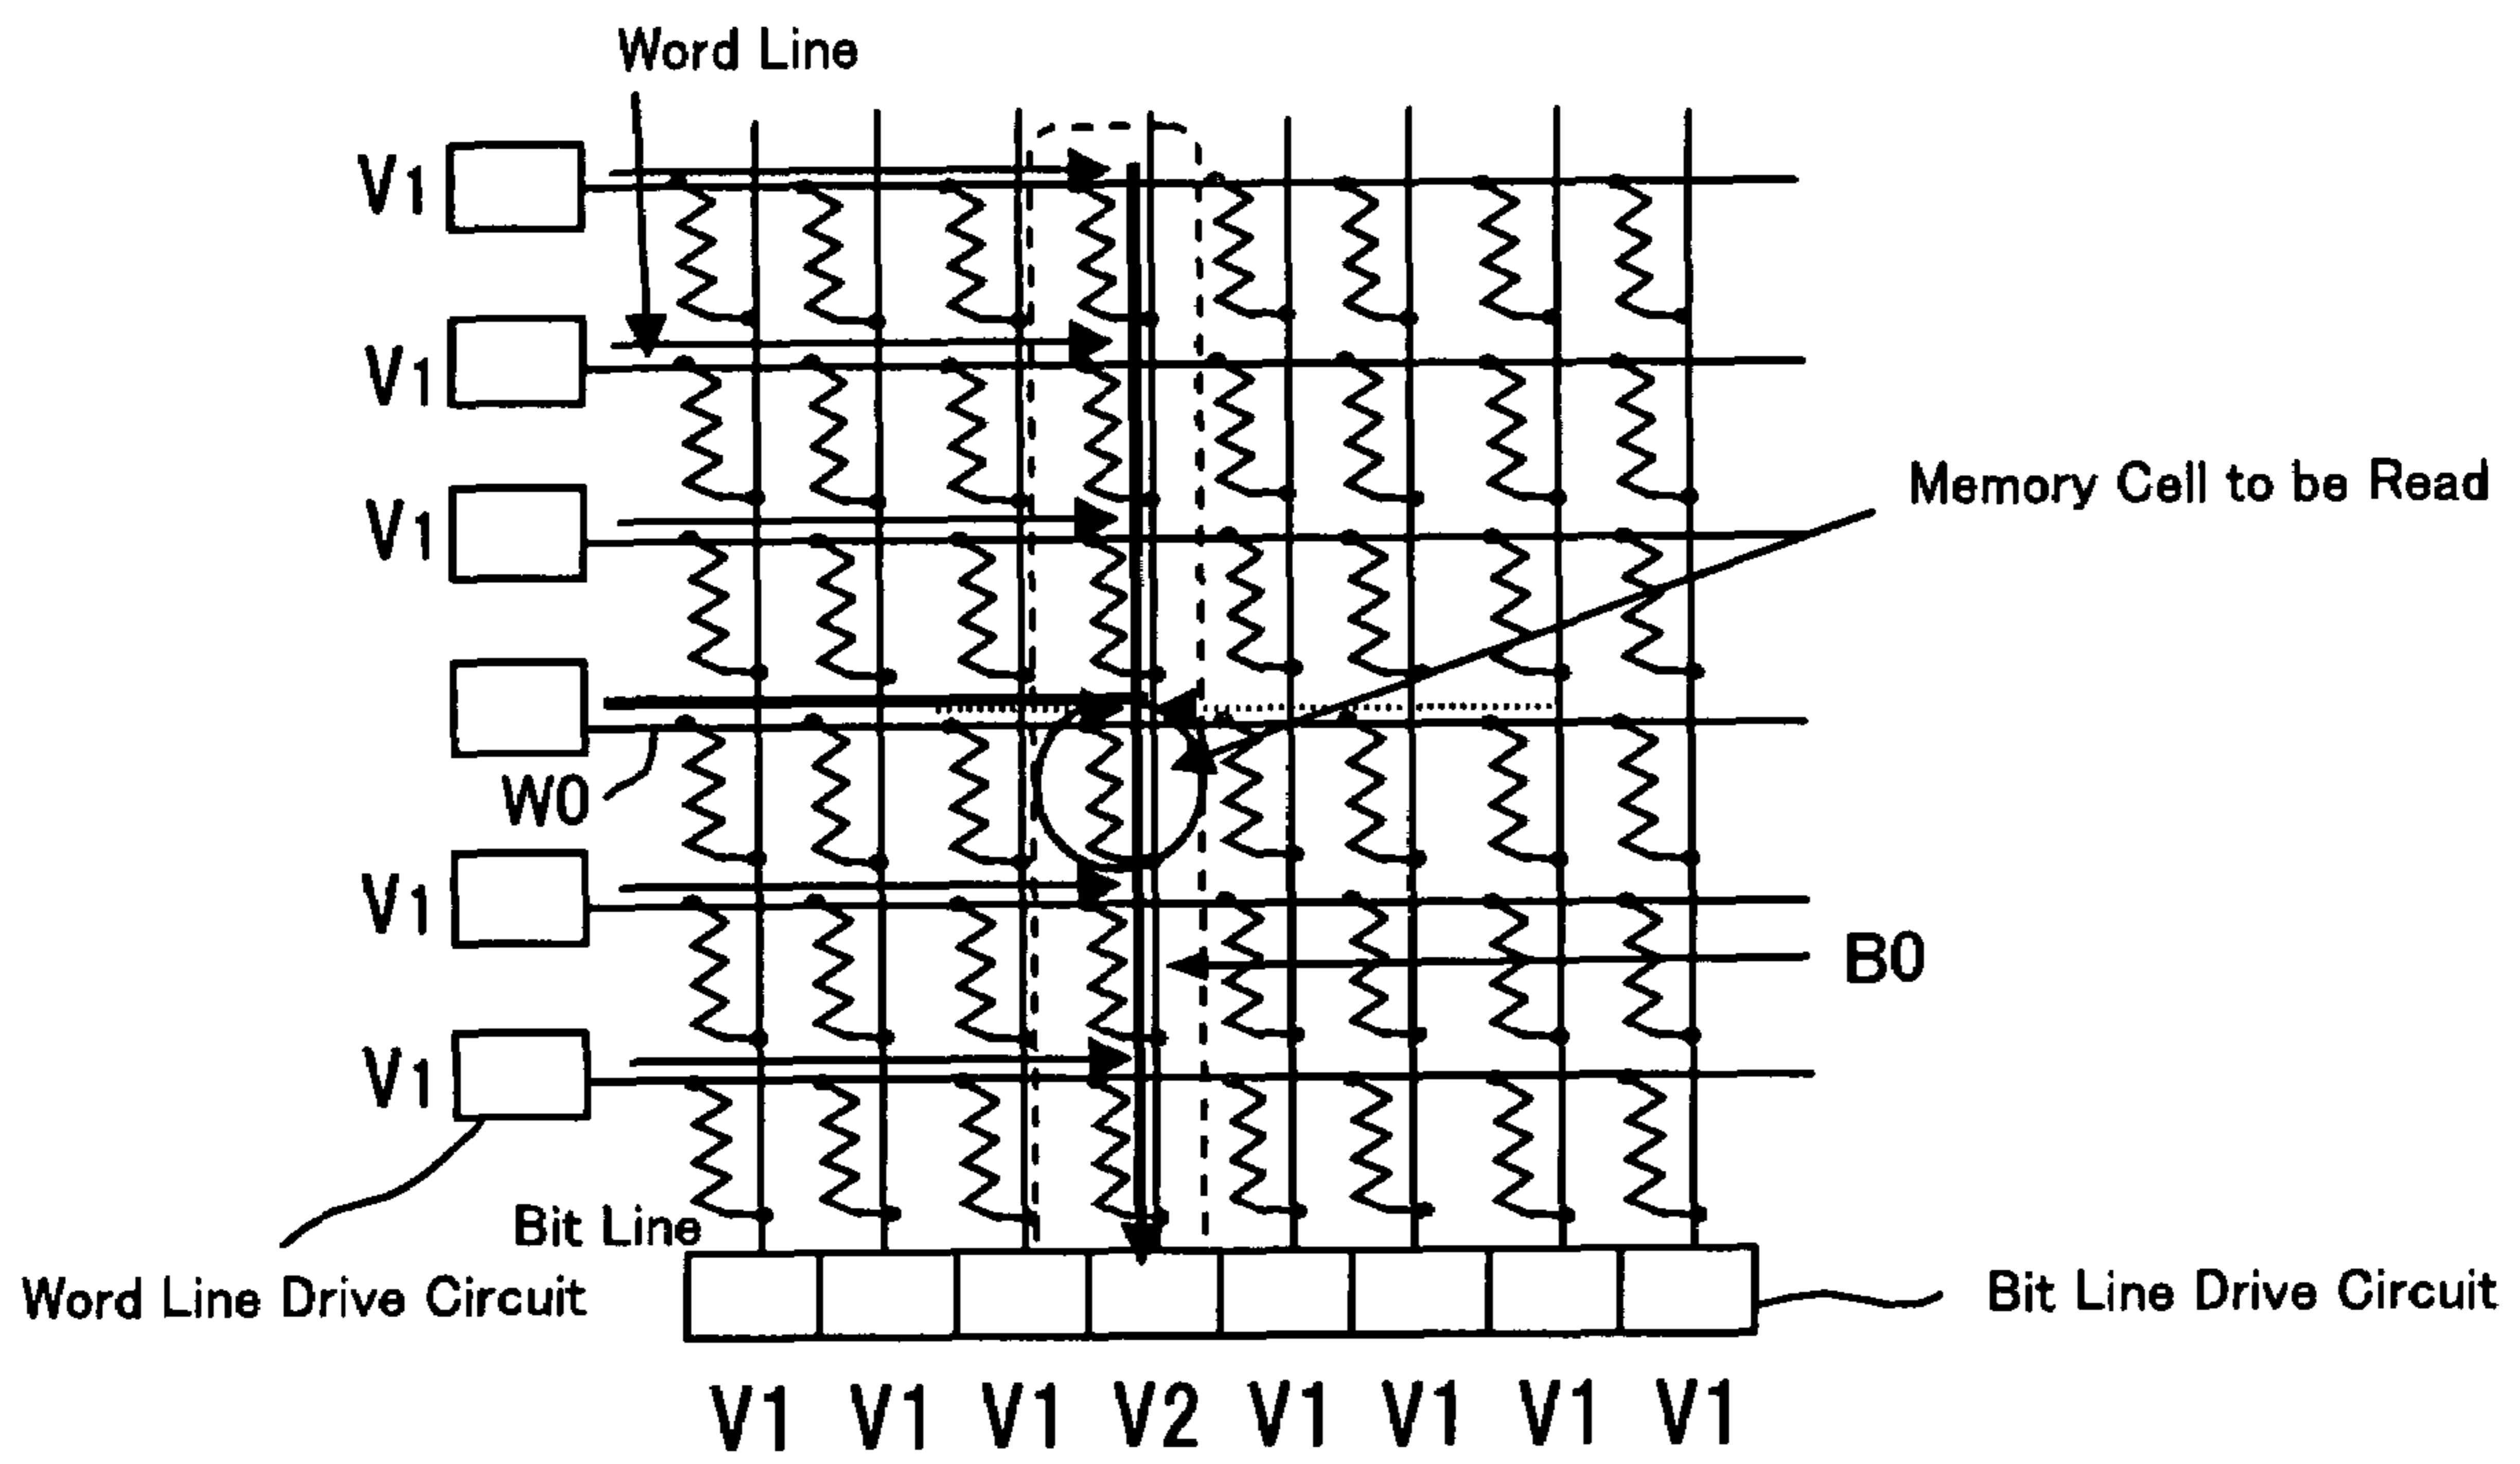 Word Line
V1
V1
Memory Cell to be Read
V1
W0
V1
B0
V1
Bit Line
Word Line Drive Circuit
Bit Line Drive Circuit
V1 V1 V1 V2 V1 V1 V1 V1